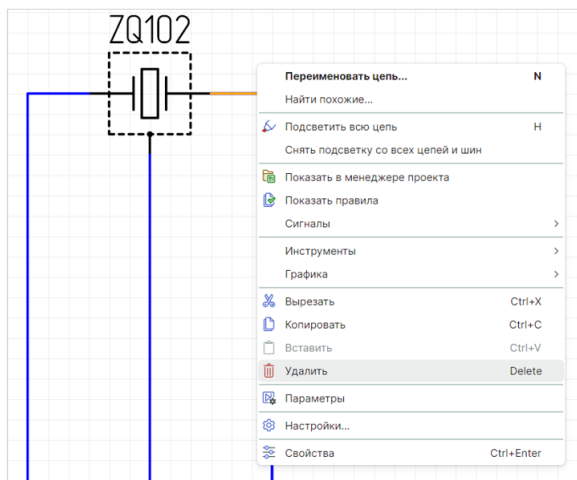 ZQ102
Переименовать цепь... N
Найти похожие...
Подсветить всю цепь H
Снять подсветку со всех цепей и шин
Показать в менеджере проекта
Показать правила
Сигналы
Инструменты
Графика
Вырезать Ctrl+X
Копировать Ctrl+C
Вставить Ctrl+V
Удалить Delete
Параметры
Настройки...
Свойства Ctrl+Enter